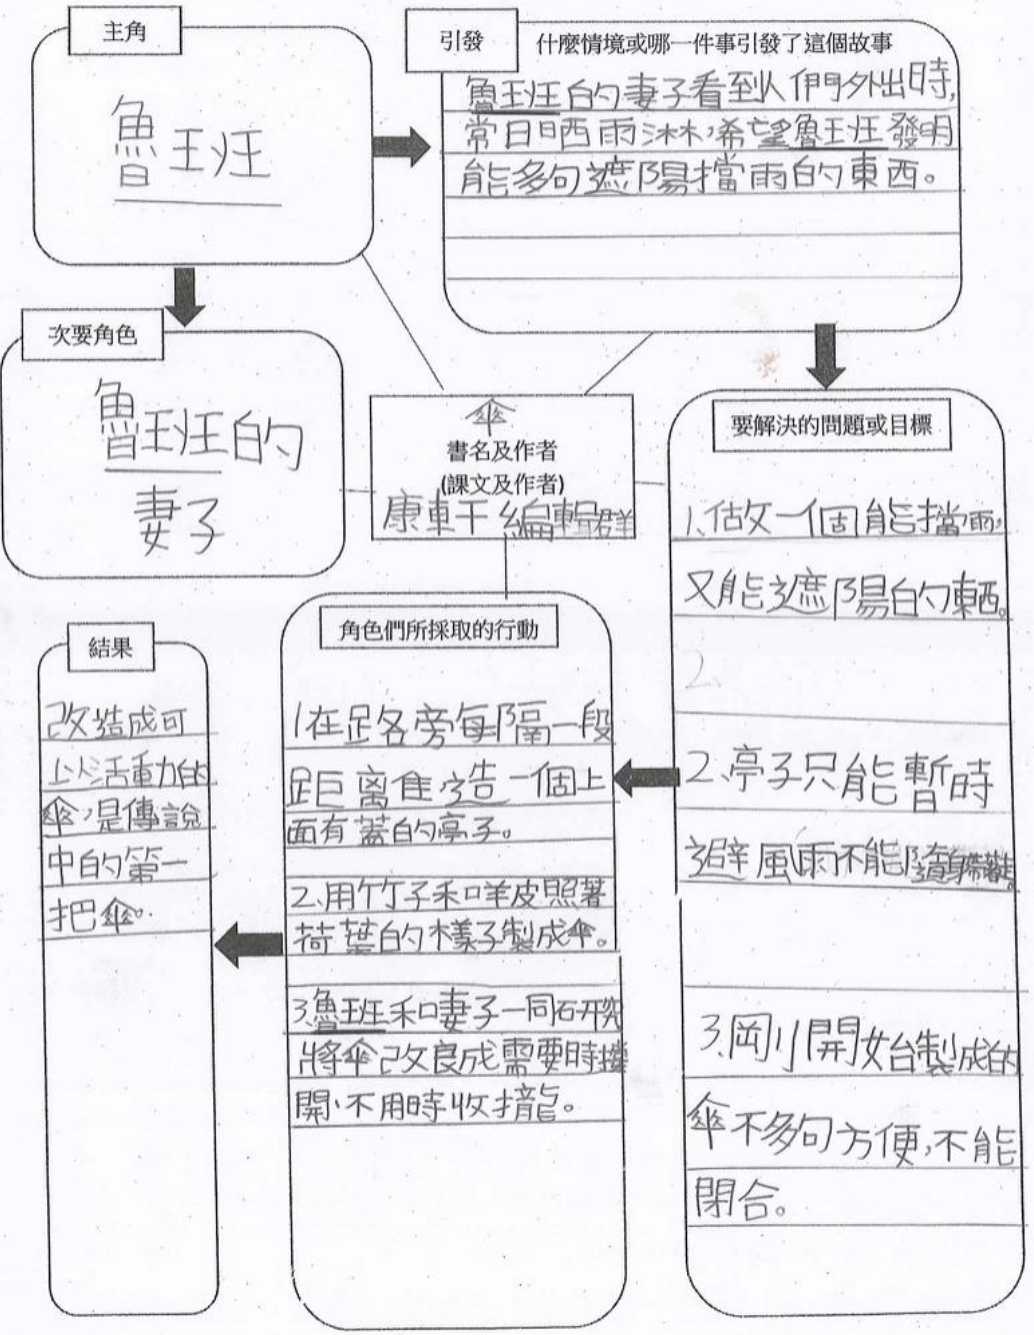 主角
魯班
引發
什麼情境或哪一件事引發了這個故事
魯班的妻子看到人們外出時,
常日晒雨淋,希望魯班發明
能夠遮陽擋雨的東西。
次要角色
魯班的
妻子
傘
書名及作者
(課文及作者)
康軒編輯群
要解決的問題或目標
1.做一個能擋雨,
又能遮陽的東西。
2.
2、亭子只能暫時
避風雨不能隨身帶著走。
3.剛開始製成的
傘不夠方便,不能
閉合。
角色們所採取的行動
1在路旁每隔一段
距離建造一個上
面有蓋的亭子。
2.用竹子和羊皮照著
荷葉的樣子製成傘。
3.魯班和妻子一同研究
將傘改良成需要時撐
開、不用時收攏。
結果
改造成可
以活動的
傘,是傳說
中的第一
把傘。